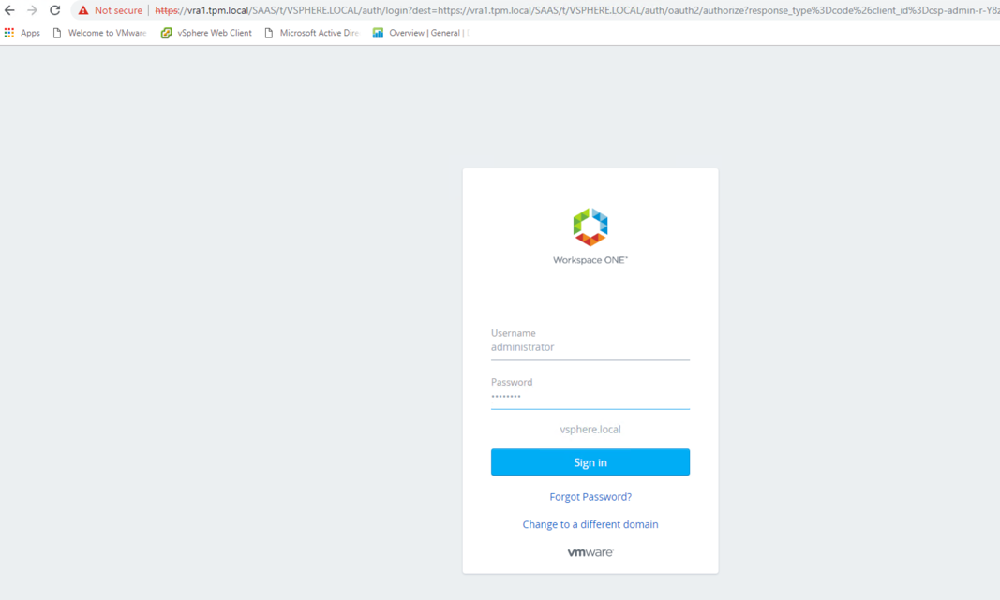 Not secure | https://vra1.tpm.local/SAAS/t/VSPHERE.LOCAL/auth/login?dest=https://vra1.tpm.local/SAAS/t/VSPHERE.LOCAL/auth/oauth2/authorize?response_type%3Dcode%26client_id%3Dcsp-admin-r-Y8z
Apps Welcome to VMware vSphere Web Client Microsoft Active Dire Overview | General |
Workspace ONE™
Username
administrator
Password
••••••••
vsphere.local
Sign in
Forgot Password?
Change to a different domain
vmware